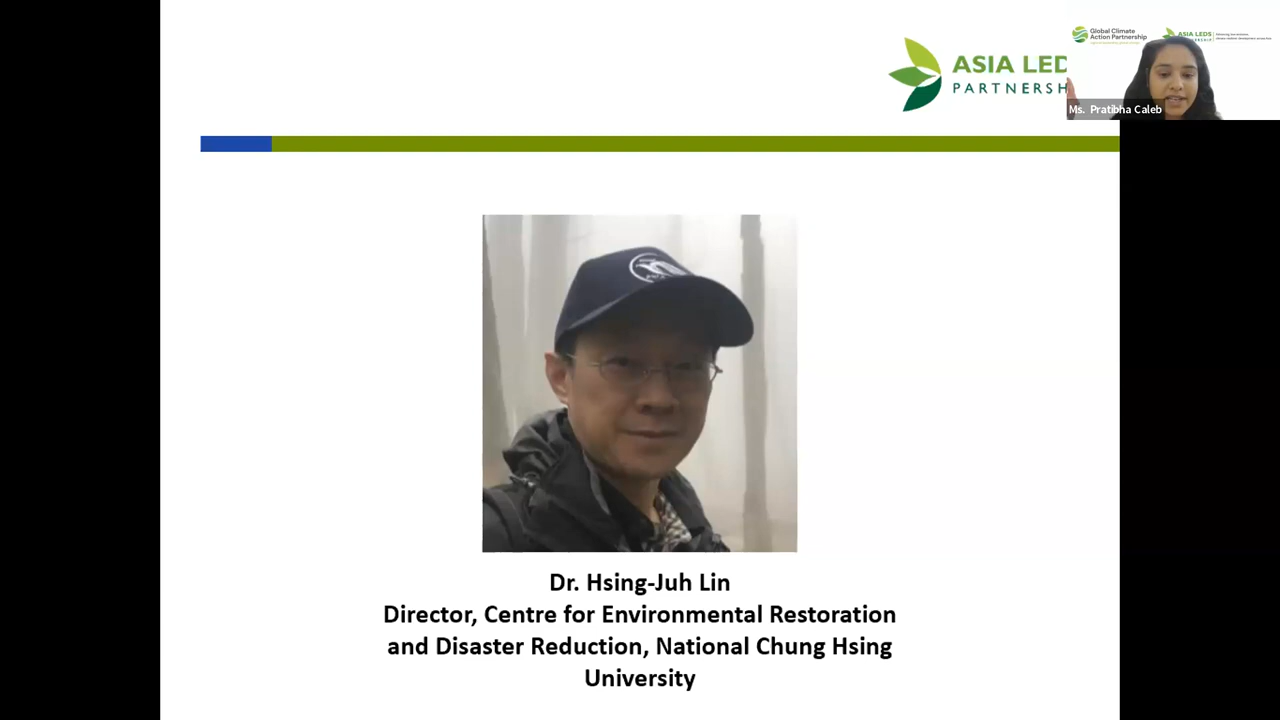 ASIA LED
PARTNERSH
Global Climate
Action Partnership
ASIA LEDS
Ms. Pratibha Caleb
Dr. Hsing-Juh Lin
Director, Centre for Environmental Restoration
and Disaster Reduction, National Chung Hsing
University